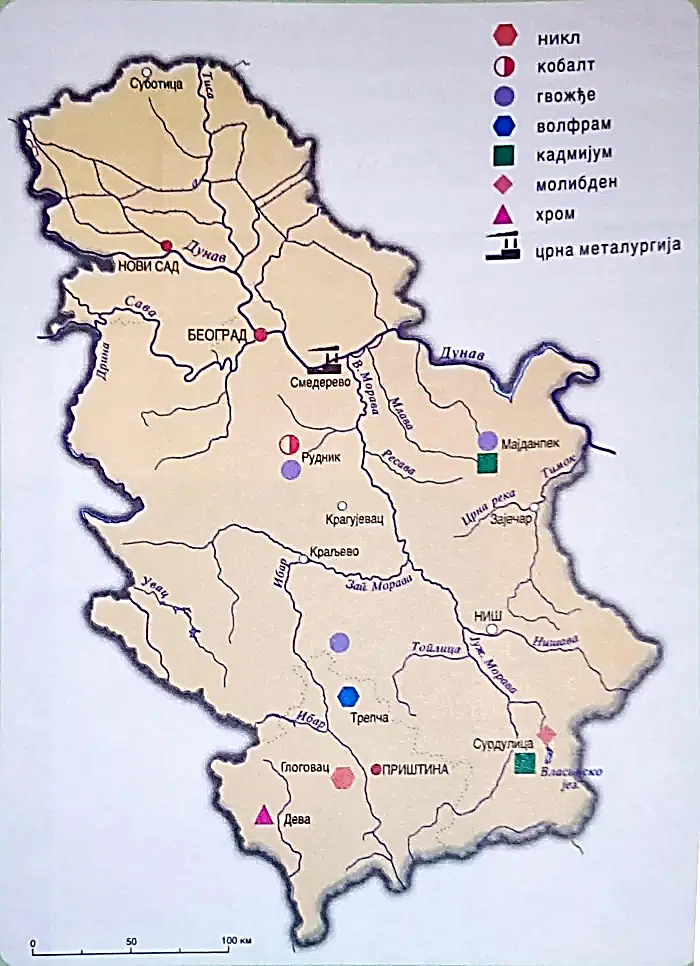 никл
кобалт
гвожђе
волфрам
кадмијум
молибден
хром
црна металургија
Суботица
Тиса
Дунав
НОВИ САД
Сава
БЕОГРАД
Дрина
Смедерево
Дунав
В. Морава
Млава
Мајданпек
Рудник
Ресава
Тимок
Црна река
Крагујевац
Зајечар
Краљево
Ибар
Зап. Морава
Увац
НИШ
Нишава
Топлица
Јуж. Морава
Трепча
Ибар
Сурдулица
Глоговац
ПРИШТИНА
Власинско
јез.
Дева
0 50 100 км